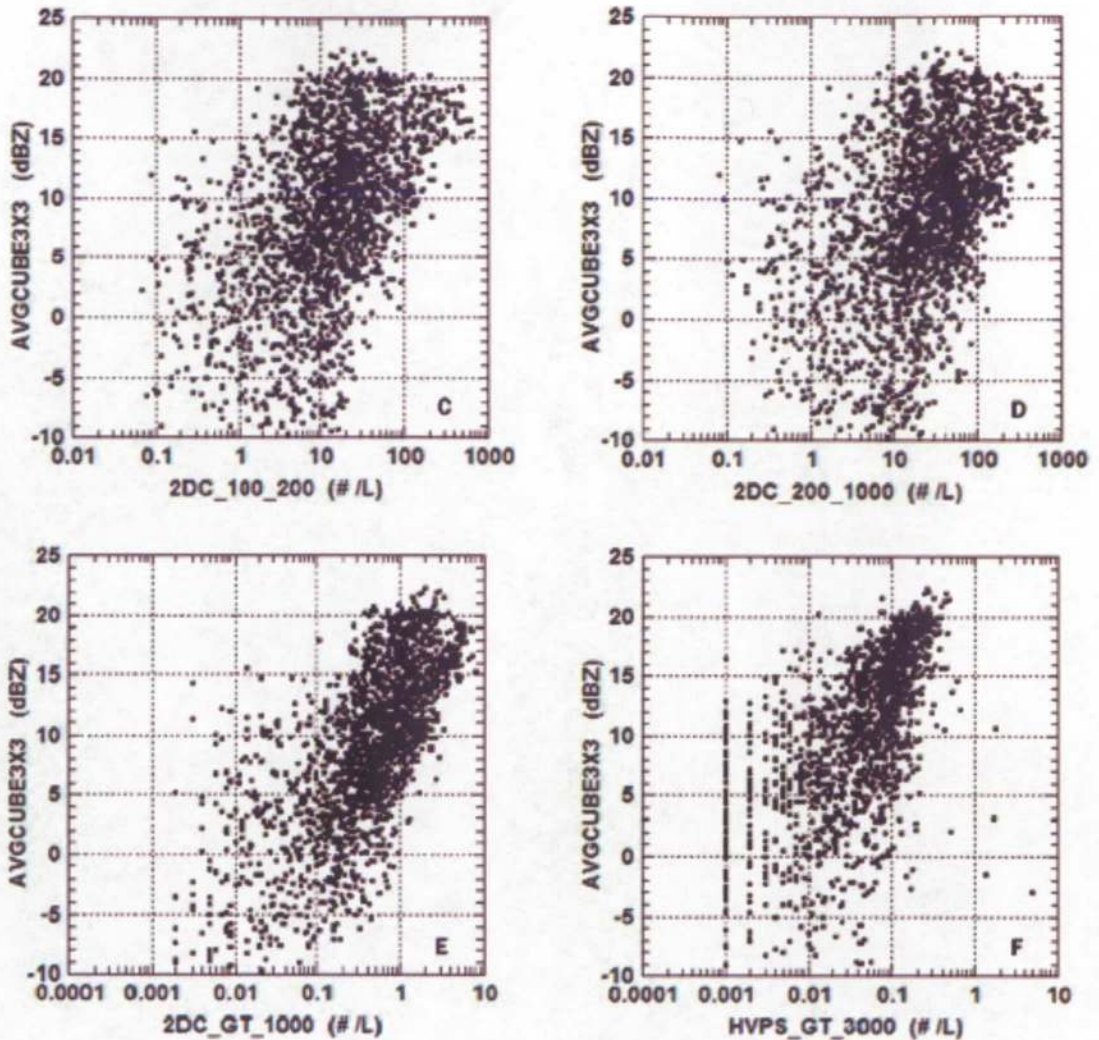 25
20
15
10
5
0
-5
-10
AVGCUBE3X3 (dBZ)
0.01 0.1 1 10 100 1000
2DC_100_200 (# /L)
C
25
20
15
10
5
0
-5
-10
AVGCUBE3X3 (dBZ)
0.01 0.1 1 10 100 1000
2DC_200_1000 (# /L)
D
25
20
15
10
5
0
-5
-10
AVGCUBE3X3 (dBZ)
0.0001 0.001 0.01 0.1 1 10
2DC_GT_1000 (# /L)
E
25
20
15
10
5
0
-5
-10
AVGCUBE3X3 (dBZ)
0.0001 0.001 0.01 0.1 1 10
HVPS_GT_3000 (# /L)
F